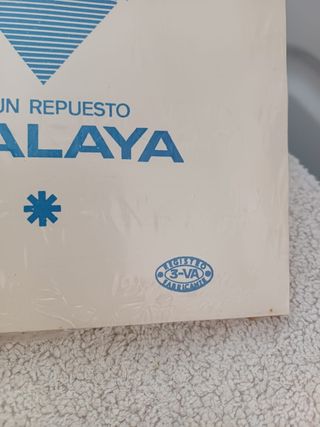 UN REPUESTO
ALAYA
REGISTRO
3-VA
FABRICANTE